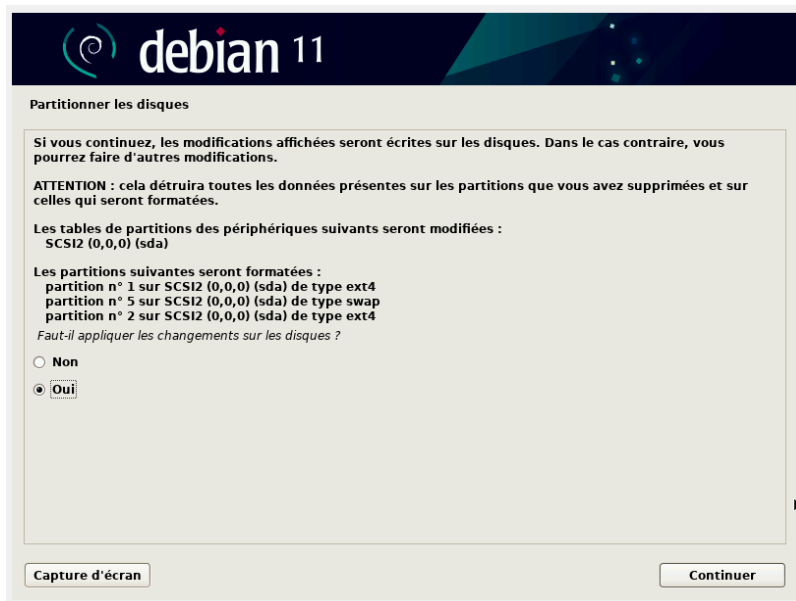 debian 11
Partitionner les disques
Si vous continuez, les modifications affichées seront écrites sur les disques. Dans le cas contraire, vous
pourrez faire d'autres modifications.
ATTENTION : cela détruira toutes les données présentes sur les partitions que vous avez supprimées et sur
celles qui seront formatées.
Les tables de partitions des périphériques suivants seront modifiées :
SCSI2 (0,0,0) (sda)
Les partitions suivantes seront formatées :
partition n° 1 sur SCSI2 (0,0,0) (sda) de type ext4
partition n° 5 sur SCSI2 (0,0,0) (sda) de type swap
partition n° 2 sur SCSI2 (0,0,0) (sda) de type ext4
Faut-il appliquer les changements sur les disques ?
Non
Oui
Capture d'écran
Continuer